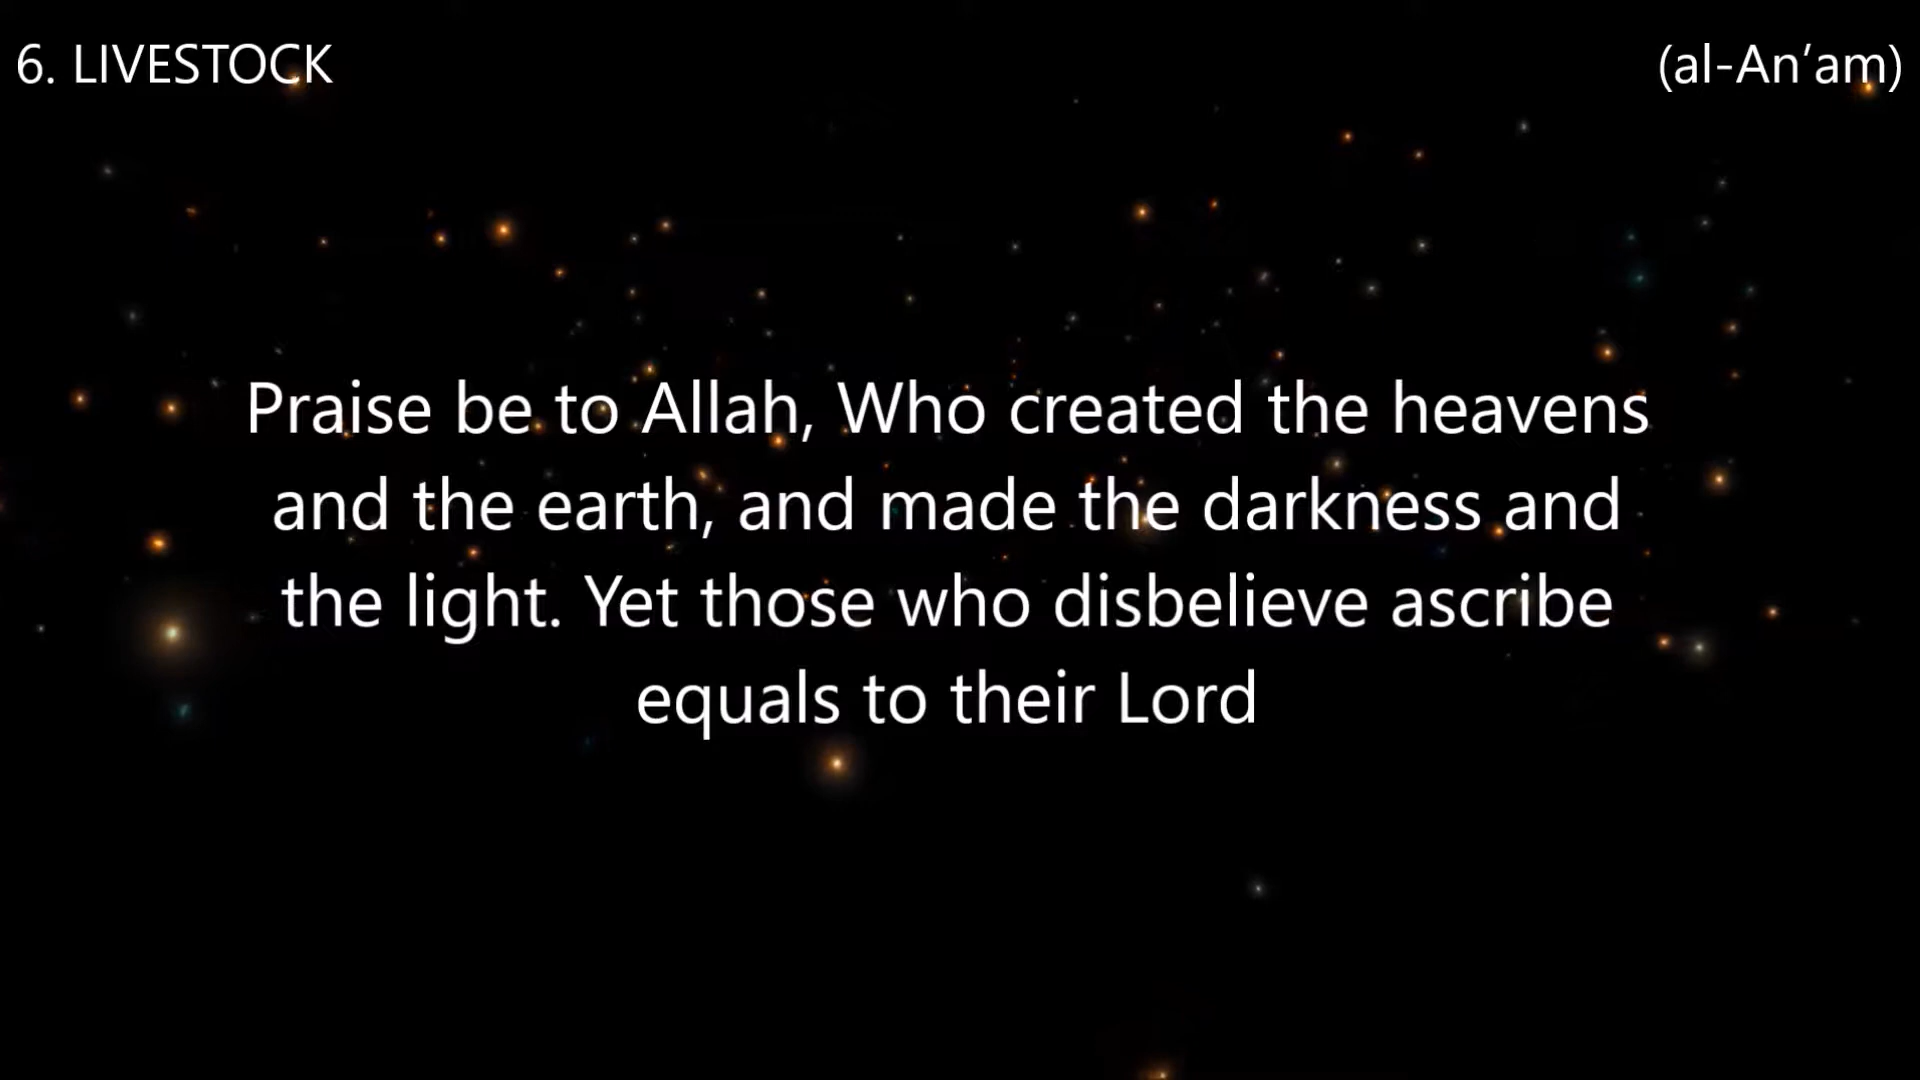 6. LIVESTOCK
(al-An’am)
Praise be to Allah, Who created the heavens
and the earth, and made the darkness and
the light. Yet those who disbelieve ascribe
equals to their Lord